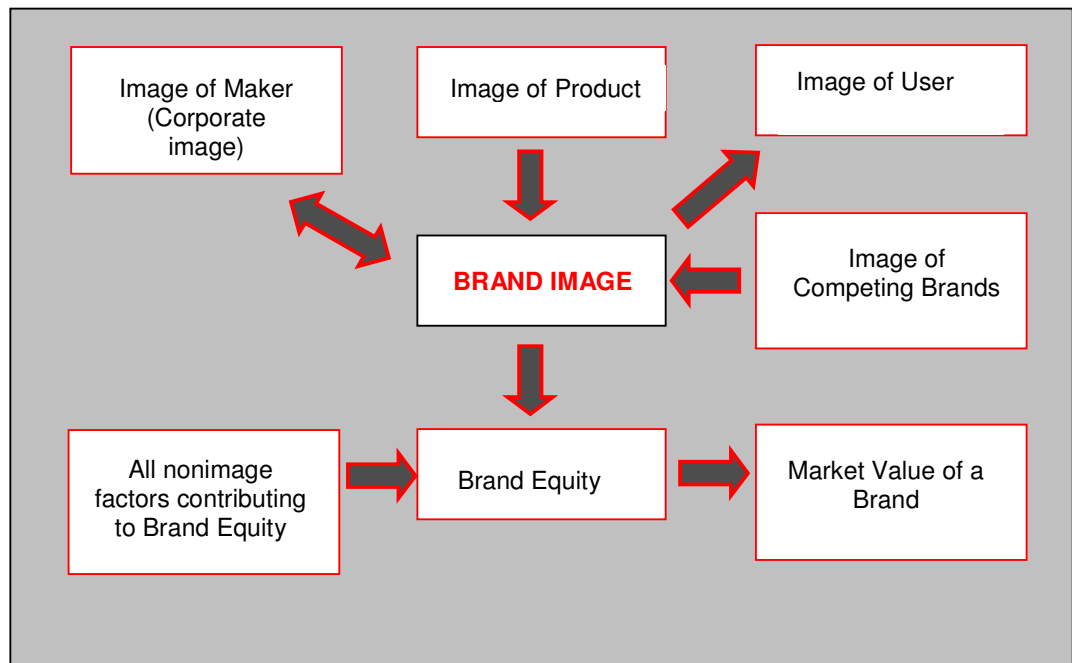 Image of Maker
(Corporate
image)
Image of Product
Image of User
BRAND IMAGE
Image of
Competing Brands
All nonimage
factors contributing
to Brand Equity
Brand Equity
Market Value of a
Brand